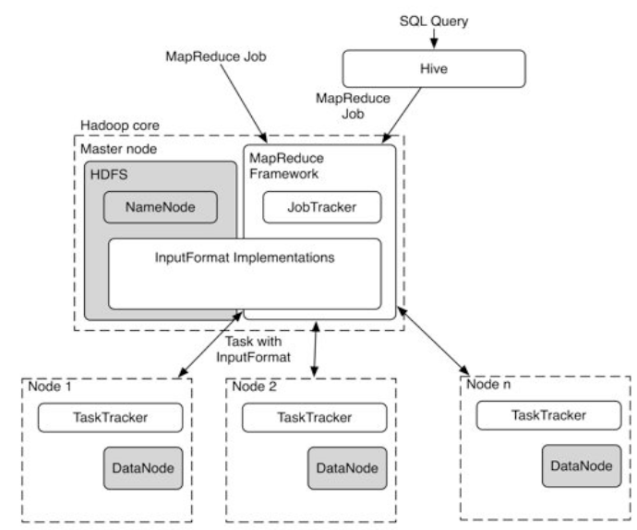 SQL Query
Hive
MapReduce Job
MapReduce
Job
Hadoop core
Master node
HDFS
NameNode
MapReduce
Framework
JobTracker
InputFormat Implementations
Task with
InputFormat
Node 1
TaskTracker
DataNode
Node 2
TaskTracker
DataNode
Node n
TaskTracker
DataNode